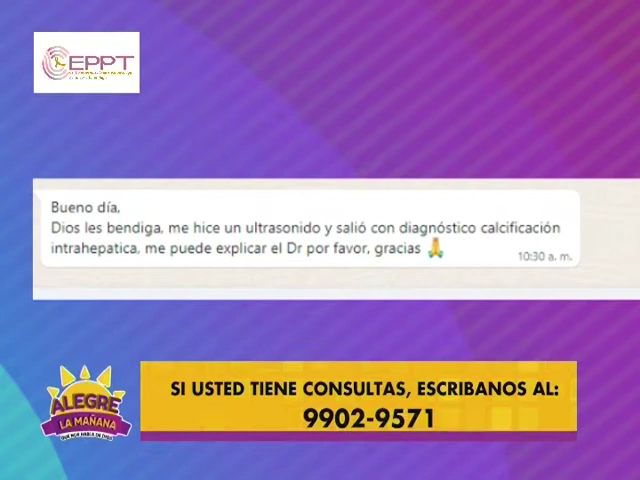 EPPT
Bueno día,
Dios les bendiga, me hice un ultrasonido y salió con diagnóstico calcificación
intrahepatica, me puede explicar el Dr por favor, gracias 🙏
10:30 a. m.
ALEGRE
LA MAÑANA
SI USTED TIENE CONSULTAS, ESCRIBANOS AL:
9902-9571